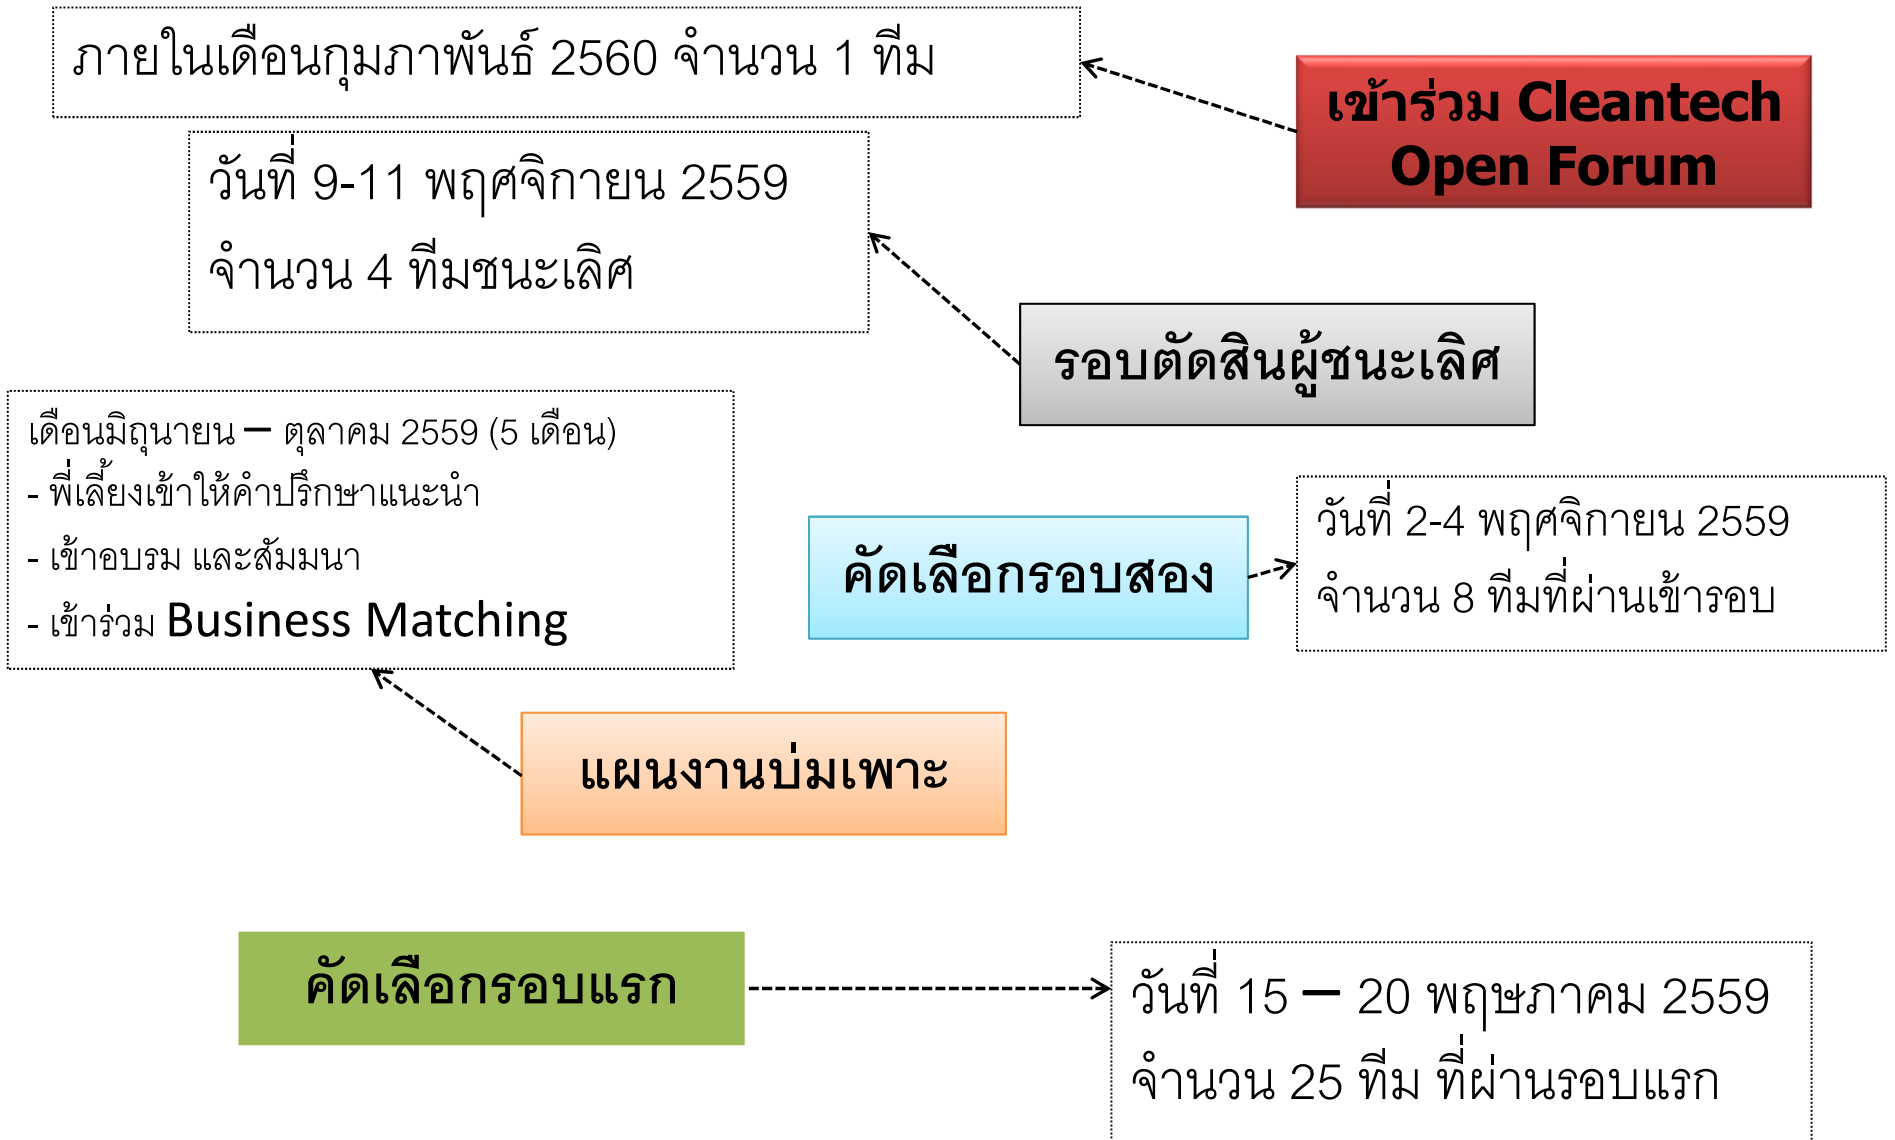 ภายในเดือนกุมภาพันธ์ 2560 จำนวน 1 ทีม
เข้าร่วม Cleantech
Open Forum
วันที่ 9-11 พฤศจิกายน 2559
จำนวน 4 ทีมชนะเลิศ
รอบตัดสินผู้ชนะเลิศ
เดือนมิถุนายน – ตุลาคม 2559 (5 เดือน)
- พี่เลี้ยงเข้าให้คำปรึกษาแนะนำ
- เข้าอบรม และสัมมนา
- เข้าร่วม Business Matching
คัดเลือกรอบสอง
วันที่ 2-4 พฤศจิกายน 2559
จำนวน 8 ทีมที่ผ่านเข้ารอบ
แผนงานบ่มเพาะ
คัดเลือกรอบแรก
วันที่ 15 – 20 พฤษภาคม 2559
จำนวน 25 ทีม ที่ผ่านรอบแรก